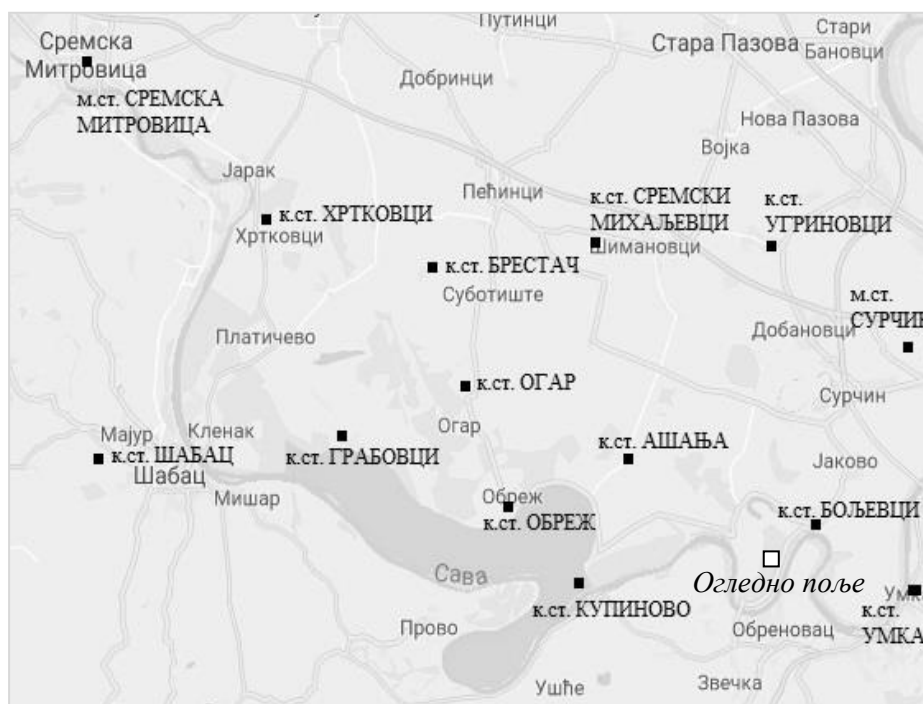 Путинци
Стари
Бановци
Сремска
Митровица
Стара Пазова
Добринци
м.ст. СРЕМСКА
МИТРОВИЦА
Нова Пазова
Војка
Јарак
Пећинци
к.ст. СРЕМСКИ
МИХАЉЕВЦИ
к.ст.
УГРИНОВЦИ
к.ст. ХРТКОВЦИ
Хртковци
Шимановци
к.ст. БРЕСТАЧ
Суботиште
м.ст.
СУРЧИН
Платичево
Добановци
к.ст. ОГАР
Сурчин
Огар
Мајур
Кленак
к.ст. АШАЊА
к.ст. ШАБАЦ
к.ст. ГРАБОВЦИ
Јаково
Шабац
Мишар
Обреж
к.ст. ОБРЕЖ
к.ст. БОЉЕВЦИ
Сава
Огледно поље
Умк
к.ст. КУПИНОВО
к.ст.
УМКА
Прово
Обреновац
Ушће
Звечка